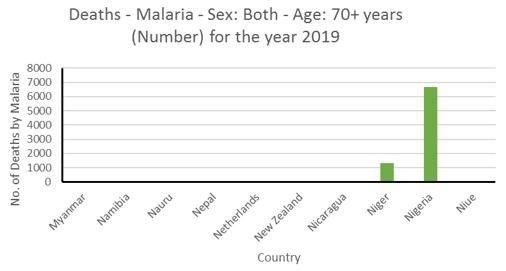 Deaths - Malaria - Sex: Both - Age: 70+ years
(Number) for the year 2019
No. of Deaths by Malaria
8000
7000
6000
5000
4000
3000
2000
1000
0
Myanmar
Namibia
Nauru
Nepal
Netherlands
New Zealand
Nicaragua
Niger
Nigeria
Niue
Country